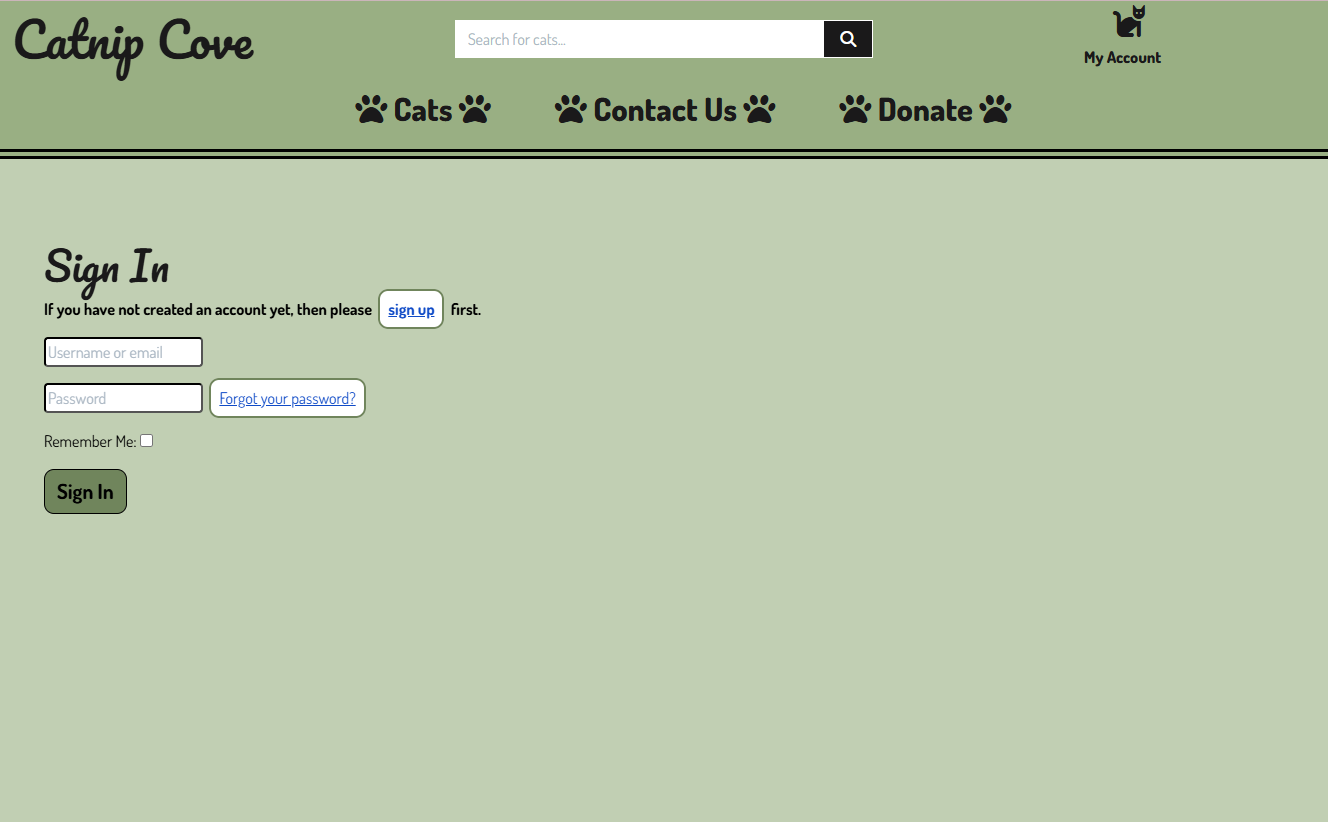 Catnip Cove
Search for cats...
My Account
Cats
Contact Us
Donate
Sign In
If you have not created an account yet, then please sign up first.
Username or email
Password
Forgot your password?
Remember Me:
Sign In